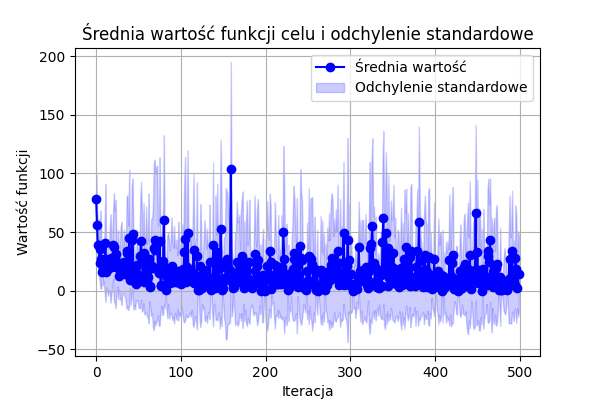 Średnia wartość funkcji celu i odchylenie standardowe
Średnia wartość
Odchylenie standardowe
Wartość funkcji
200
150
100
50
0
−50
0
100
200
300
400
500
Iteracja